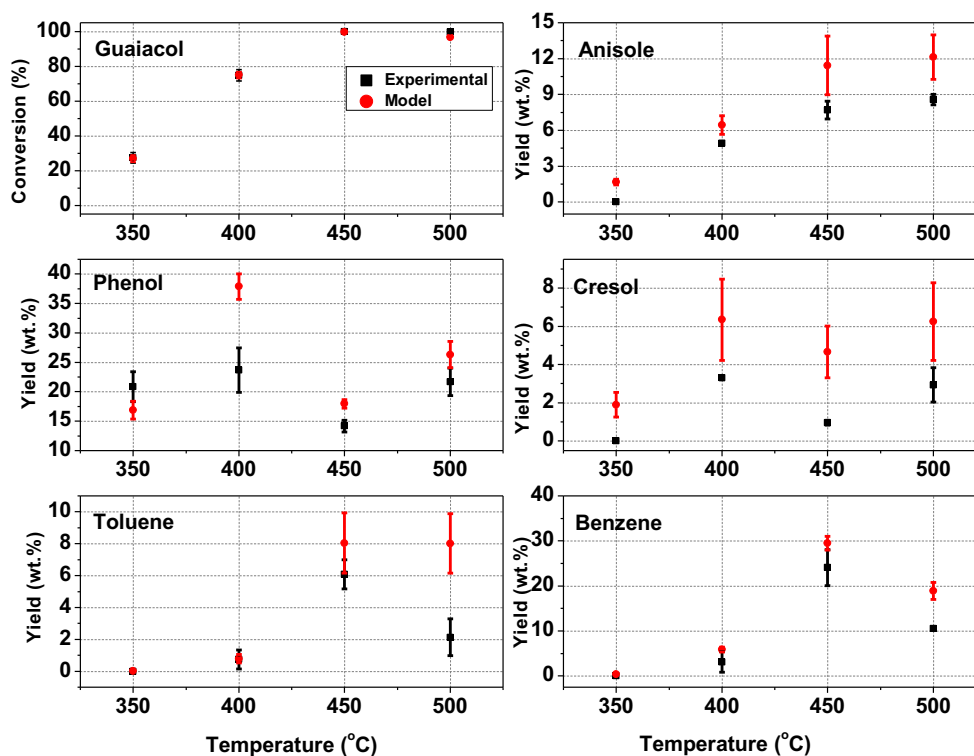 Guaiacol
Experimental
Model
Conversion (%)
100
80
60
40
20
0
350 400 450 500
Anisole
Yield (wt.%)
15
12
9
6
3
0
350 400 450 500
Phenol
Yield (wt.%)
40
35
30
25
20
15
10
350 400 450 500
Cresol
Yield (wt.%)
8
6
4
2
0
350 400 450 500
Toluene
Yield (wt.%)
10
8
6
4
2
0
350 400 450 500
Temperature (°C)
Benzene
Yield (wt.%)
40
30
20
10
0
350 400 450 500
Temperature (°C)